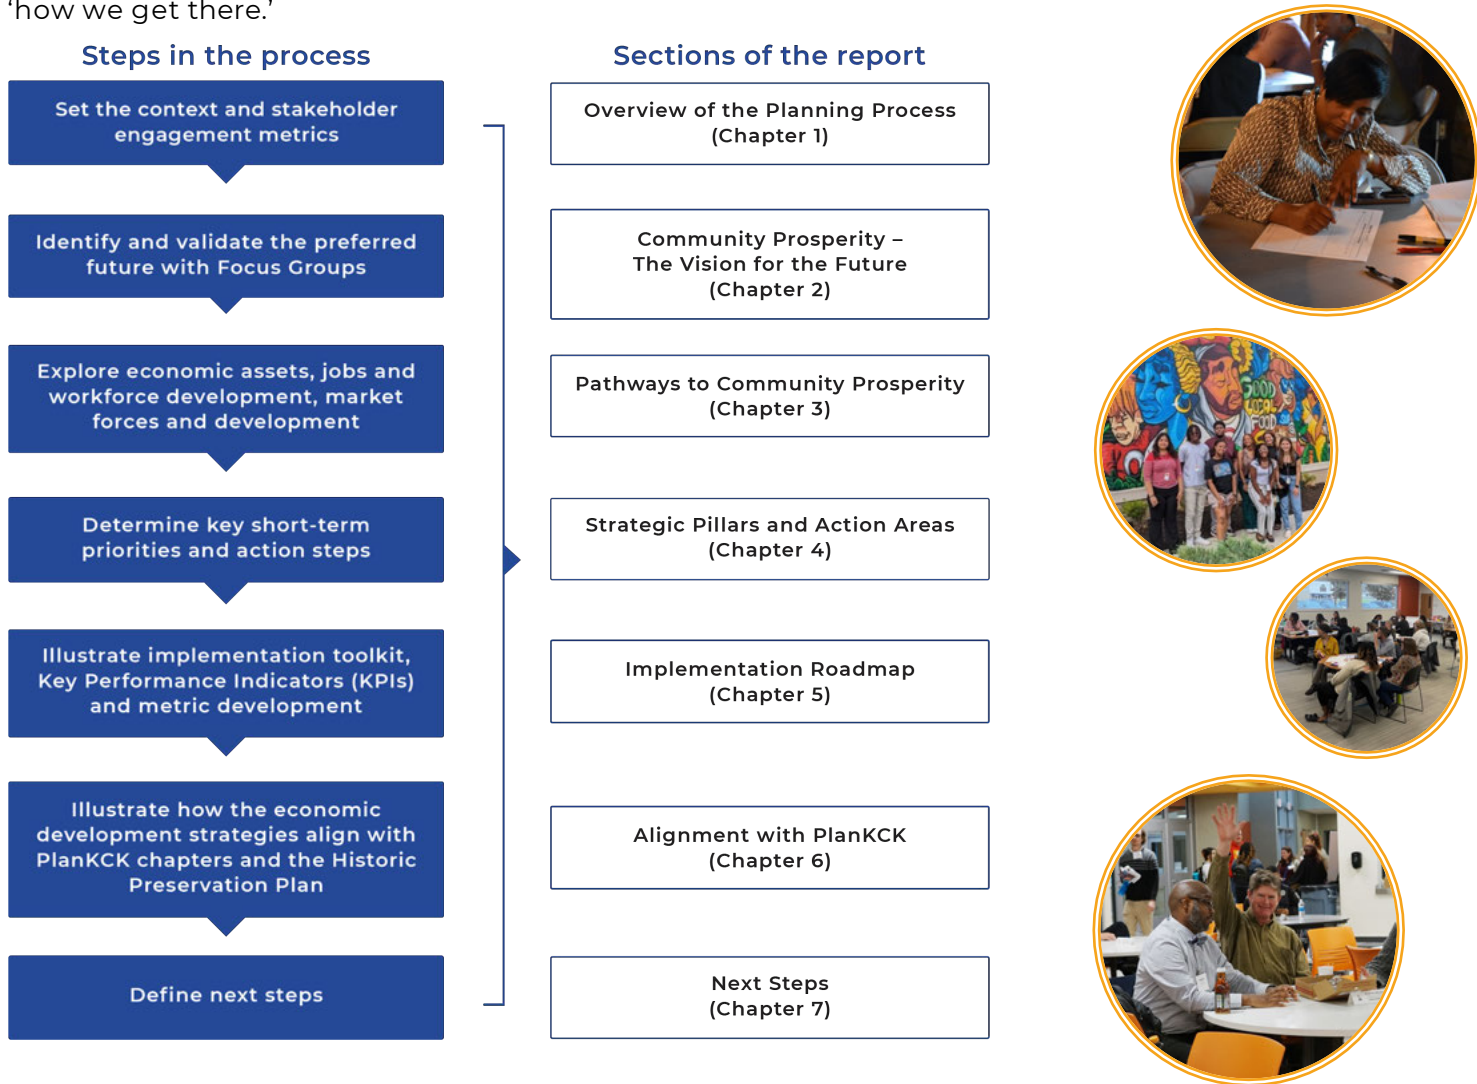 ‘how we get there.’
Steps in the process
Set the context and stakeholder
engagement metrics
Identify and validate the preferred
future with Focus Groups
Explore economic assets, jobs and
workforce development, market
forces and development
Determine key short-term
priorities and action steps
Illustrate implementation toolkit,
Key Performance Indicators (KPIs)
and metric development
Illustrate how the economic
development strategies align with
PlanKCK chapters and the Historic
Preservation Plan
Define next steps
Sections of the report
Overview of the Planning Process
(Chapter 1)
Community Prosperity –
The Vision for the Future
(Chapter 2)
Pathways to Community Prosperity
(Chapter 3)
Strategic Pillars and Action Areas
(Chapter 4)
Implementation Roadmap
(Chapter 5)
Alignment with PlanKCK
(Chapter 6)
Next Steps
(Chapter 7)
GOOD
LOCAL
FOOD